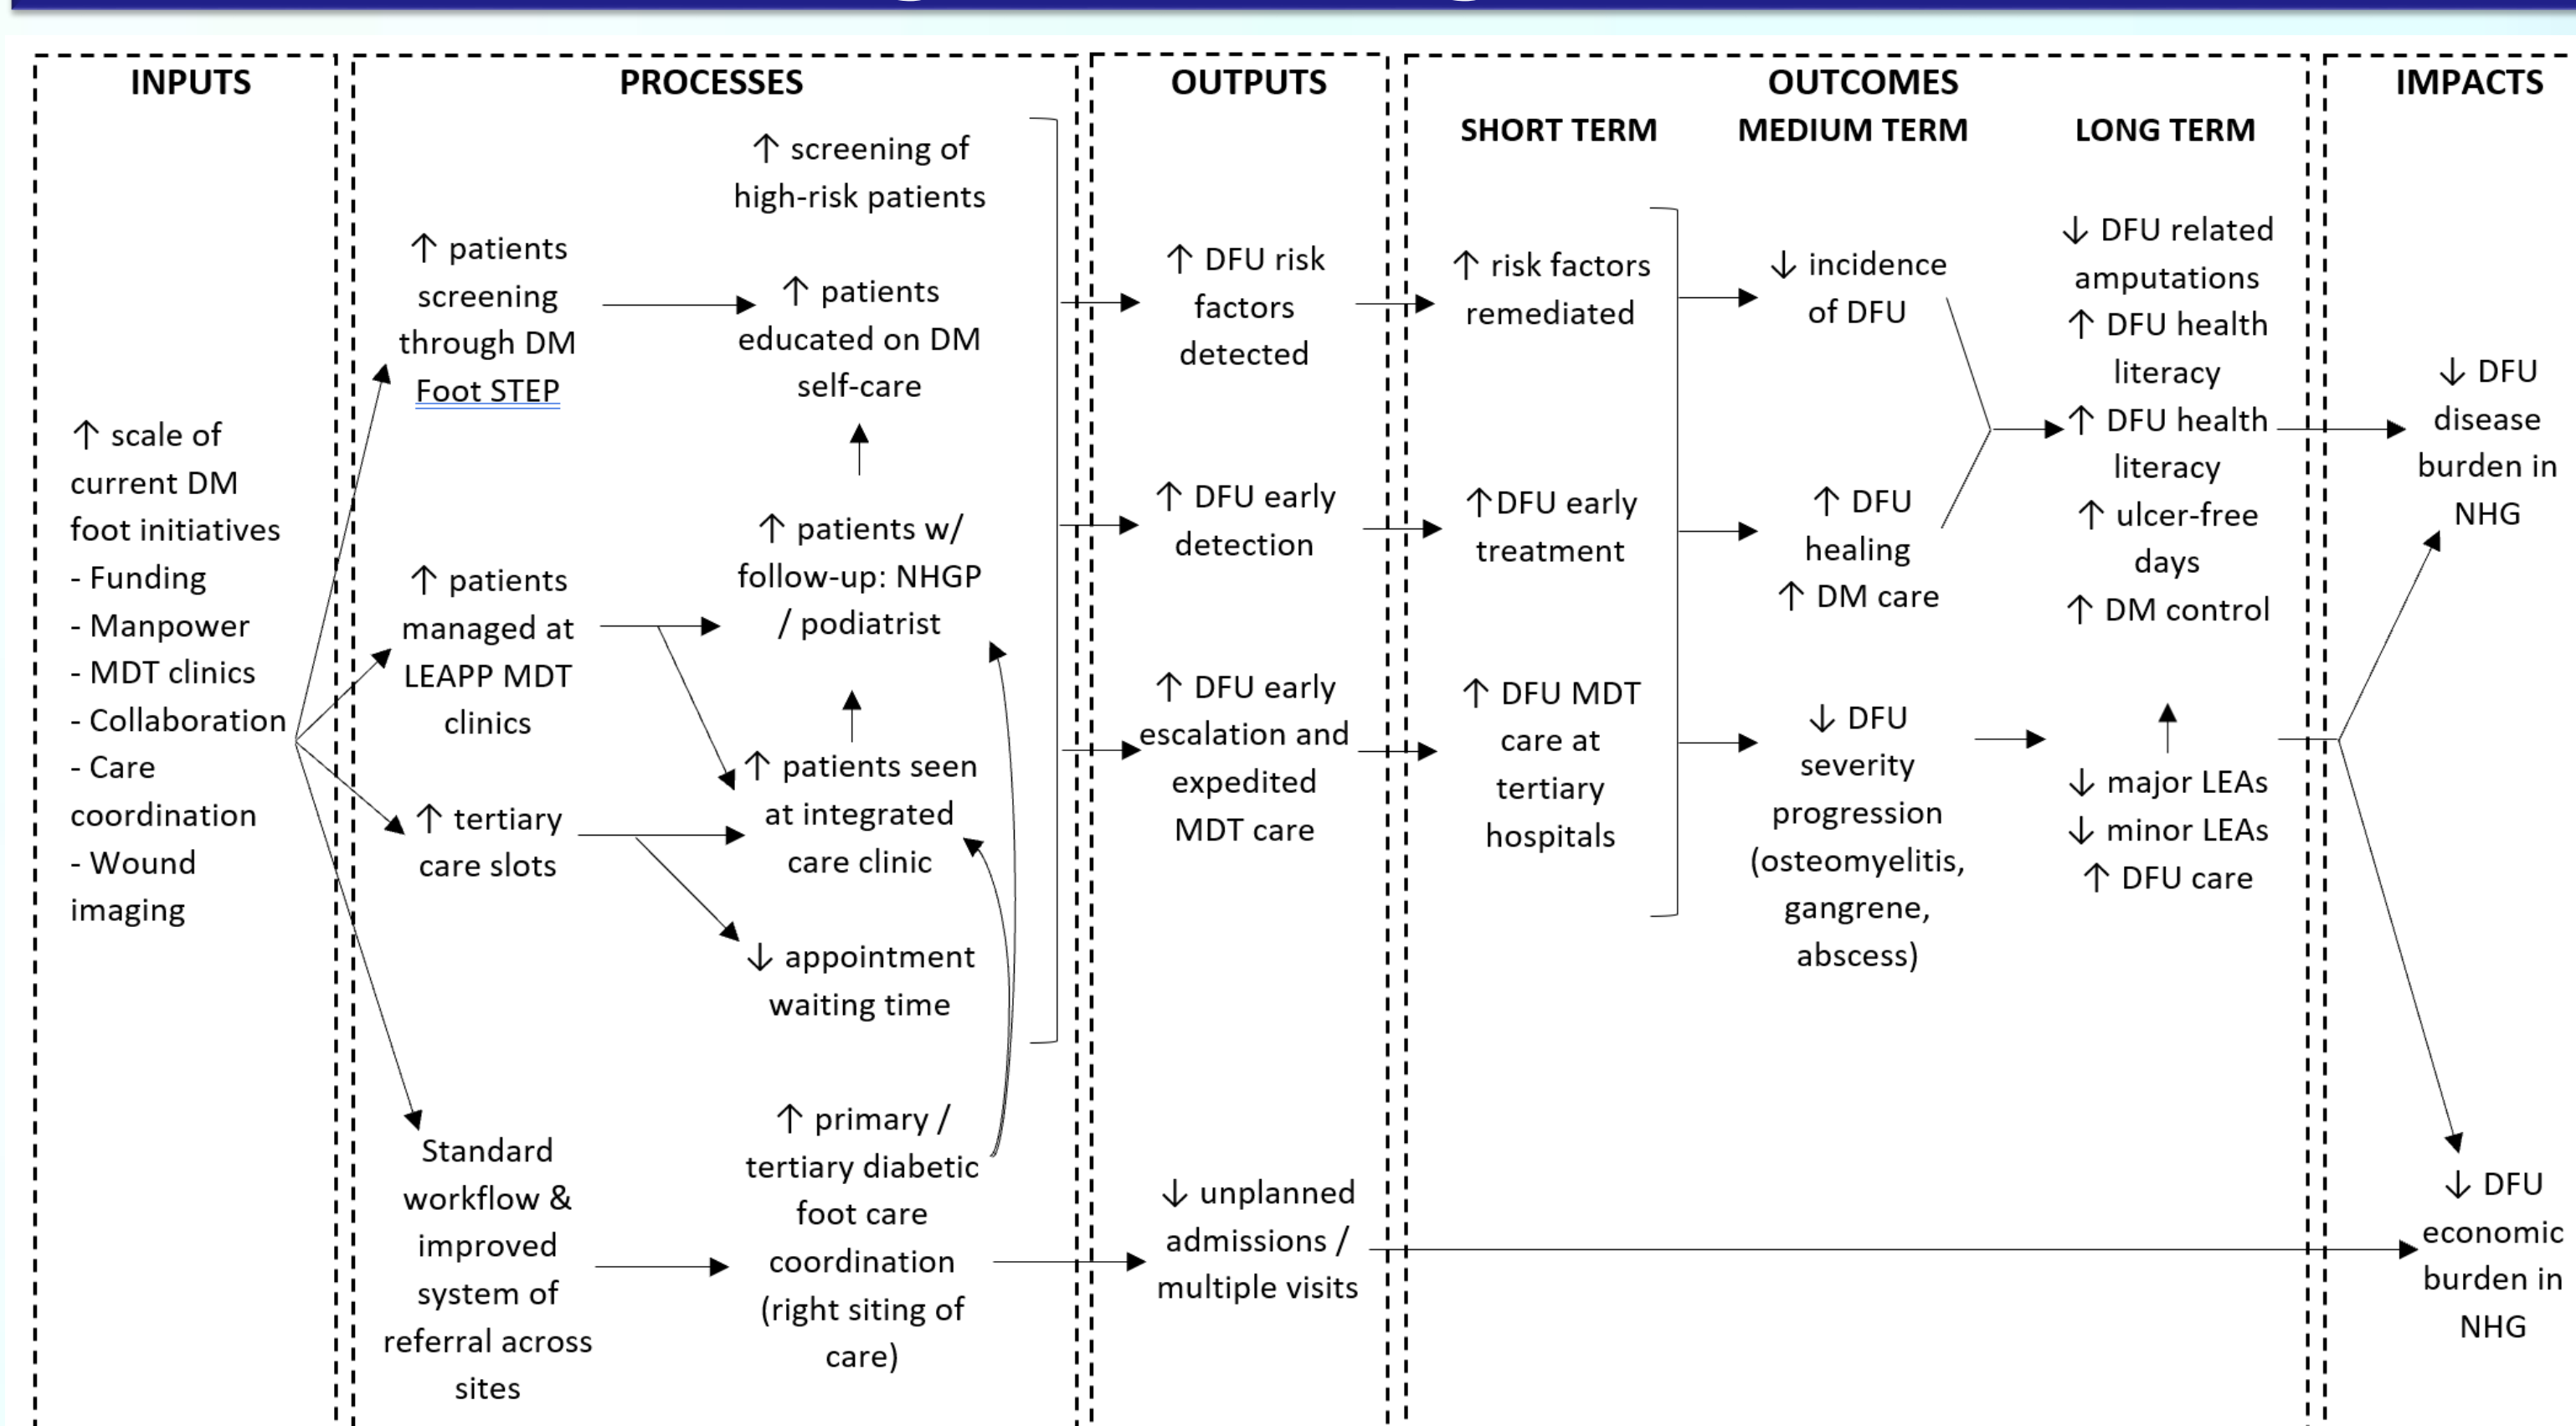 INPUTS
↑ scale of
current DM
foot initiatives
- Funding
- Manpower
- MDT clinics
- Collaboration
- Care
coordination
- Wound
imaging
PROCESSES
↑ patients
screening
through DM
Foot STEP
↑ patients
managed at
LEAPP MDT
clinics
↑ tertiary
care slots
Standard
workflow &
improved
system of
referral across
sites
↑ screening of
high-risk patients
↑ patients
educated on DM
self-care
↑ patients w/
follow-up: NHGP
/ podiatrist
↑ patients seen
at integrated
care clinic
↓ appointment
waiting time
↑ primary /
tertiary diabetic
foot care
coordination
(right siting of
care)
OUTPUTS
↑ DFU risk
factors
detected
↑ DFU early
detection
↑ DFU early
escalation and
expedited
MDT care
↓ unplanned
admissions /
multiple visits
OUTCOMES
SHORT TERM
↑ risk factors
remediated
↑DFU early
treatment
↑ DFU MDT
care at
tertiary
hospitals
MEDIUM TERM
↓ incidence
of DFU
↑ DFU
healing
↑ DM care
↓ DFU
severity
progression
(osteomyelitis,
gangrene,
abscess)
LONG TERM
↓ DFU related
amputations
↑ DFU health
literacy
↑ DFU health
literacy
↑ ulcer-free
days
↑ DM control
↓ major LEAs
↓ minor LEAs
↑ DFU care
IMPACTS
↓ DFU
disease
burden in
NHG
↓ DFU
economic
burden in
NHG